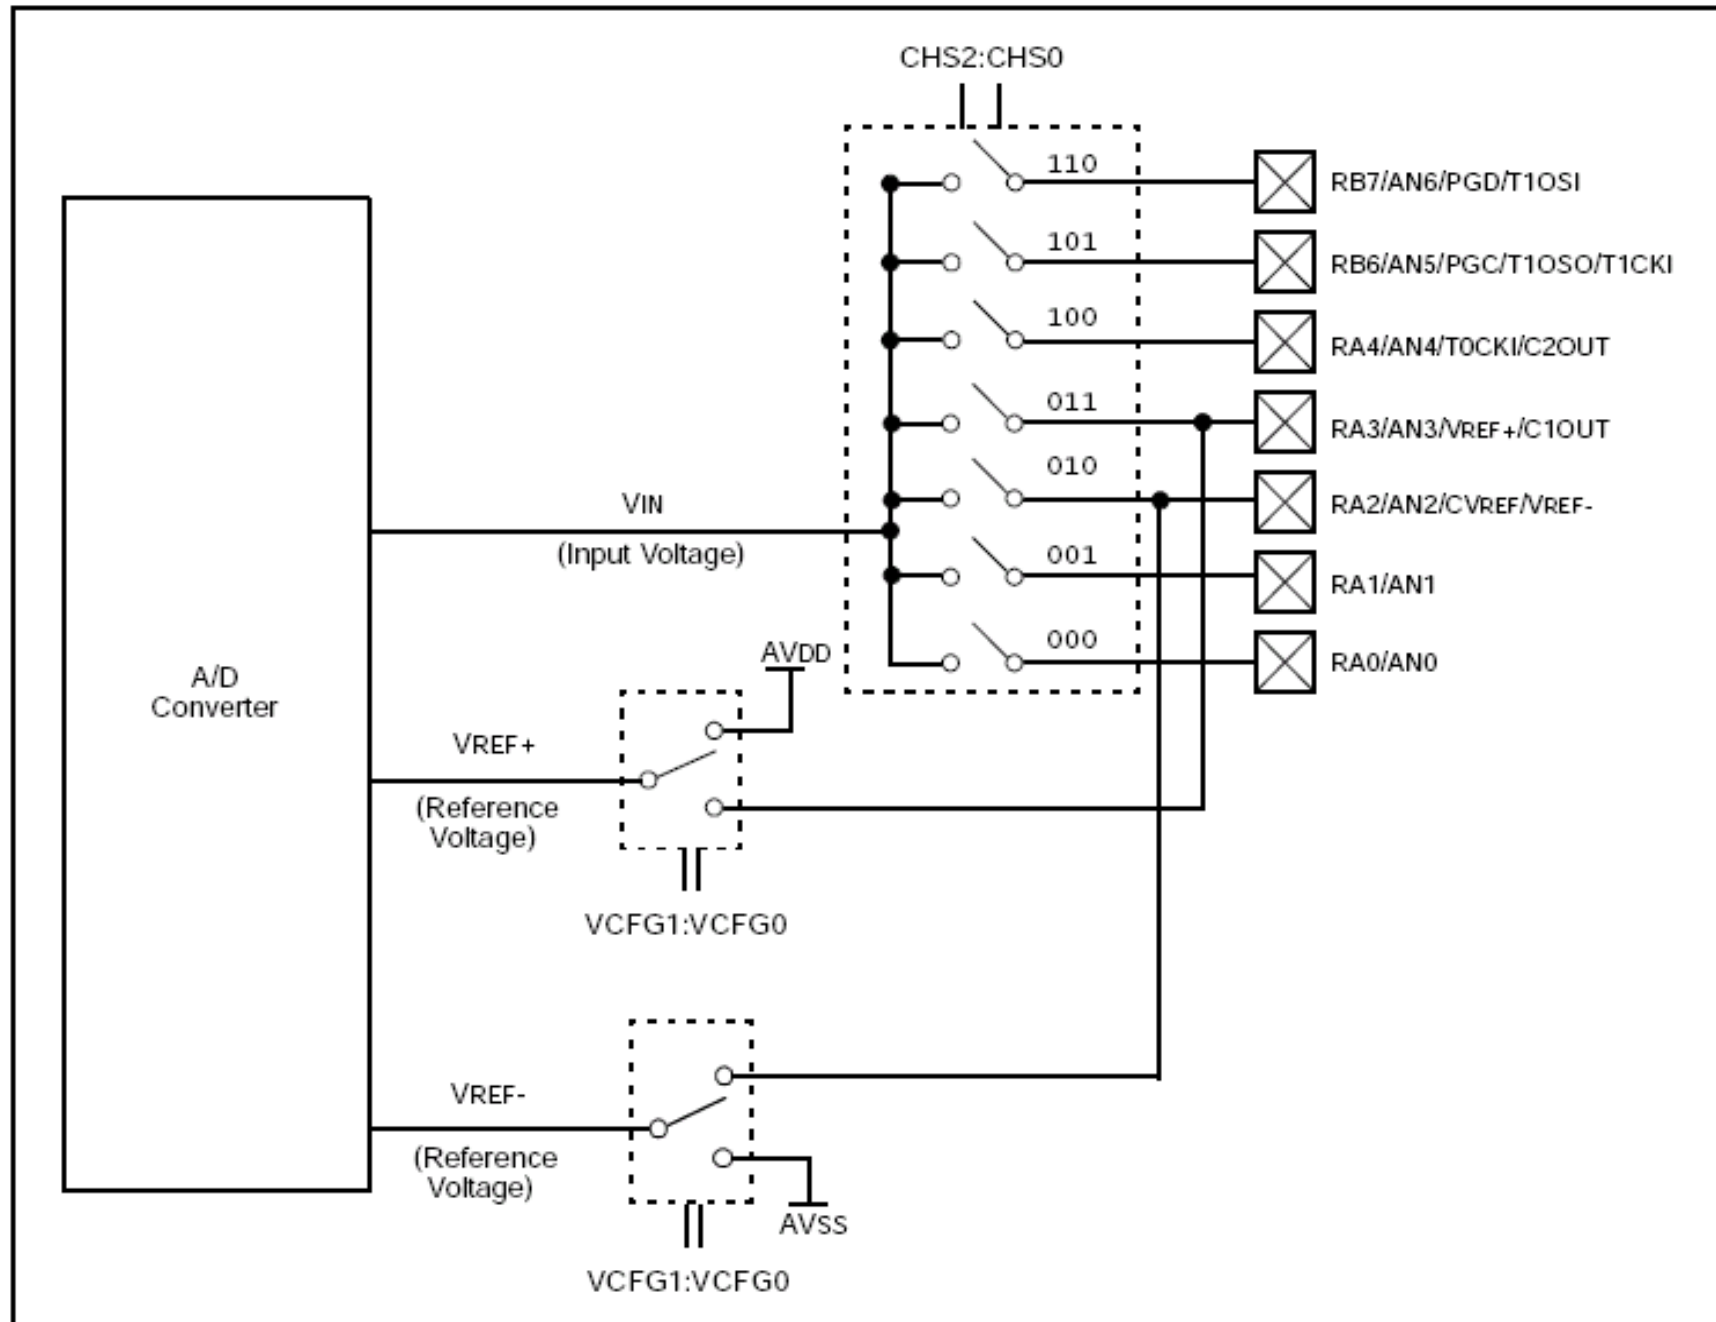 CHS2:CHS0
110
RB7/AN6/PGD/T1OSI
101
RB6/AN5/PGC/T1OSO/T1CKI
100
RA4/AN4/T0CKI/C2OUT
011
RA3/AN3/VREF+/C1OUT
010
RA2/AN2/CVREF/VREF-
VIN
(Input Voltage)
001
RA1/AN1
000
RA0/AN0
AVDD
A/D
Converter
VREF+
(Reference
Voltage)
VCFG1:VCFG0
VREF-
(Reference
Voltage)
AVSS
VCFG1:VCFG0